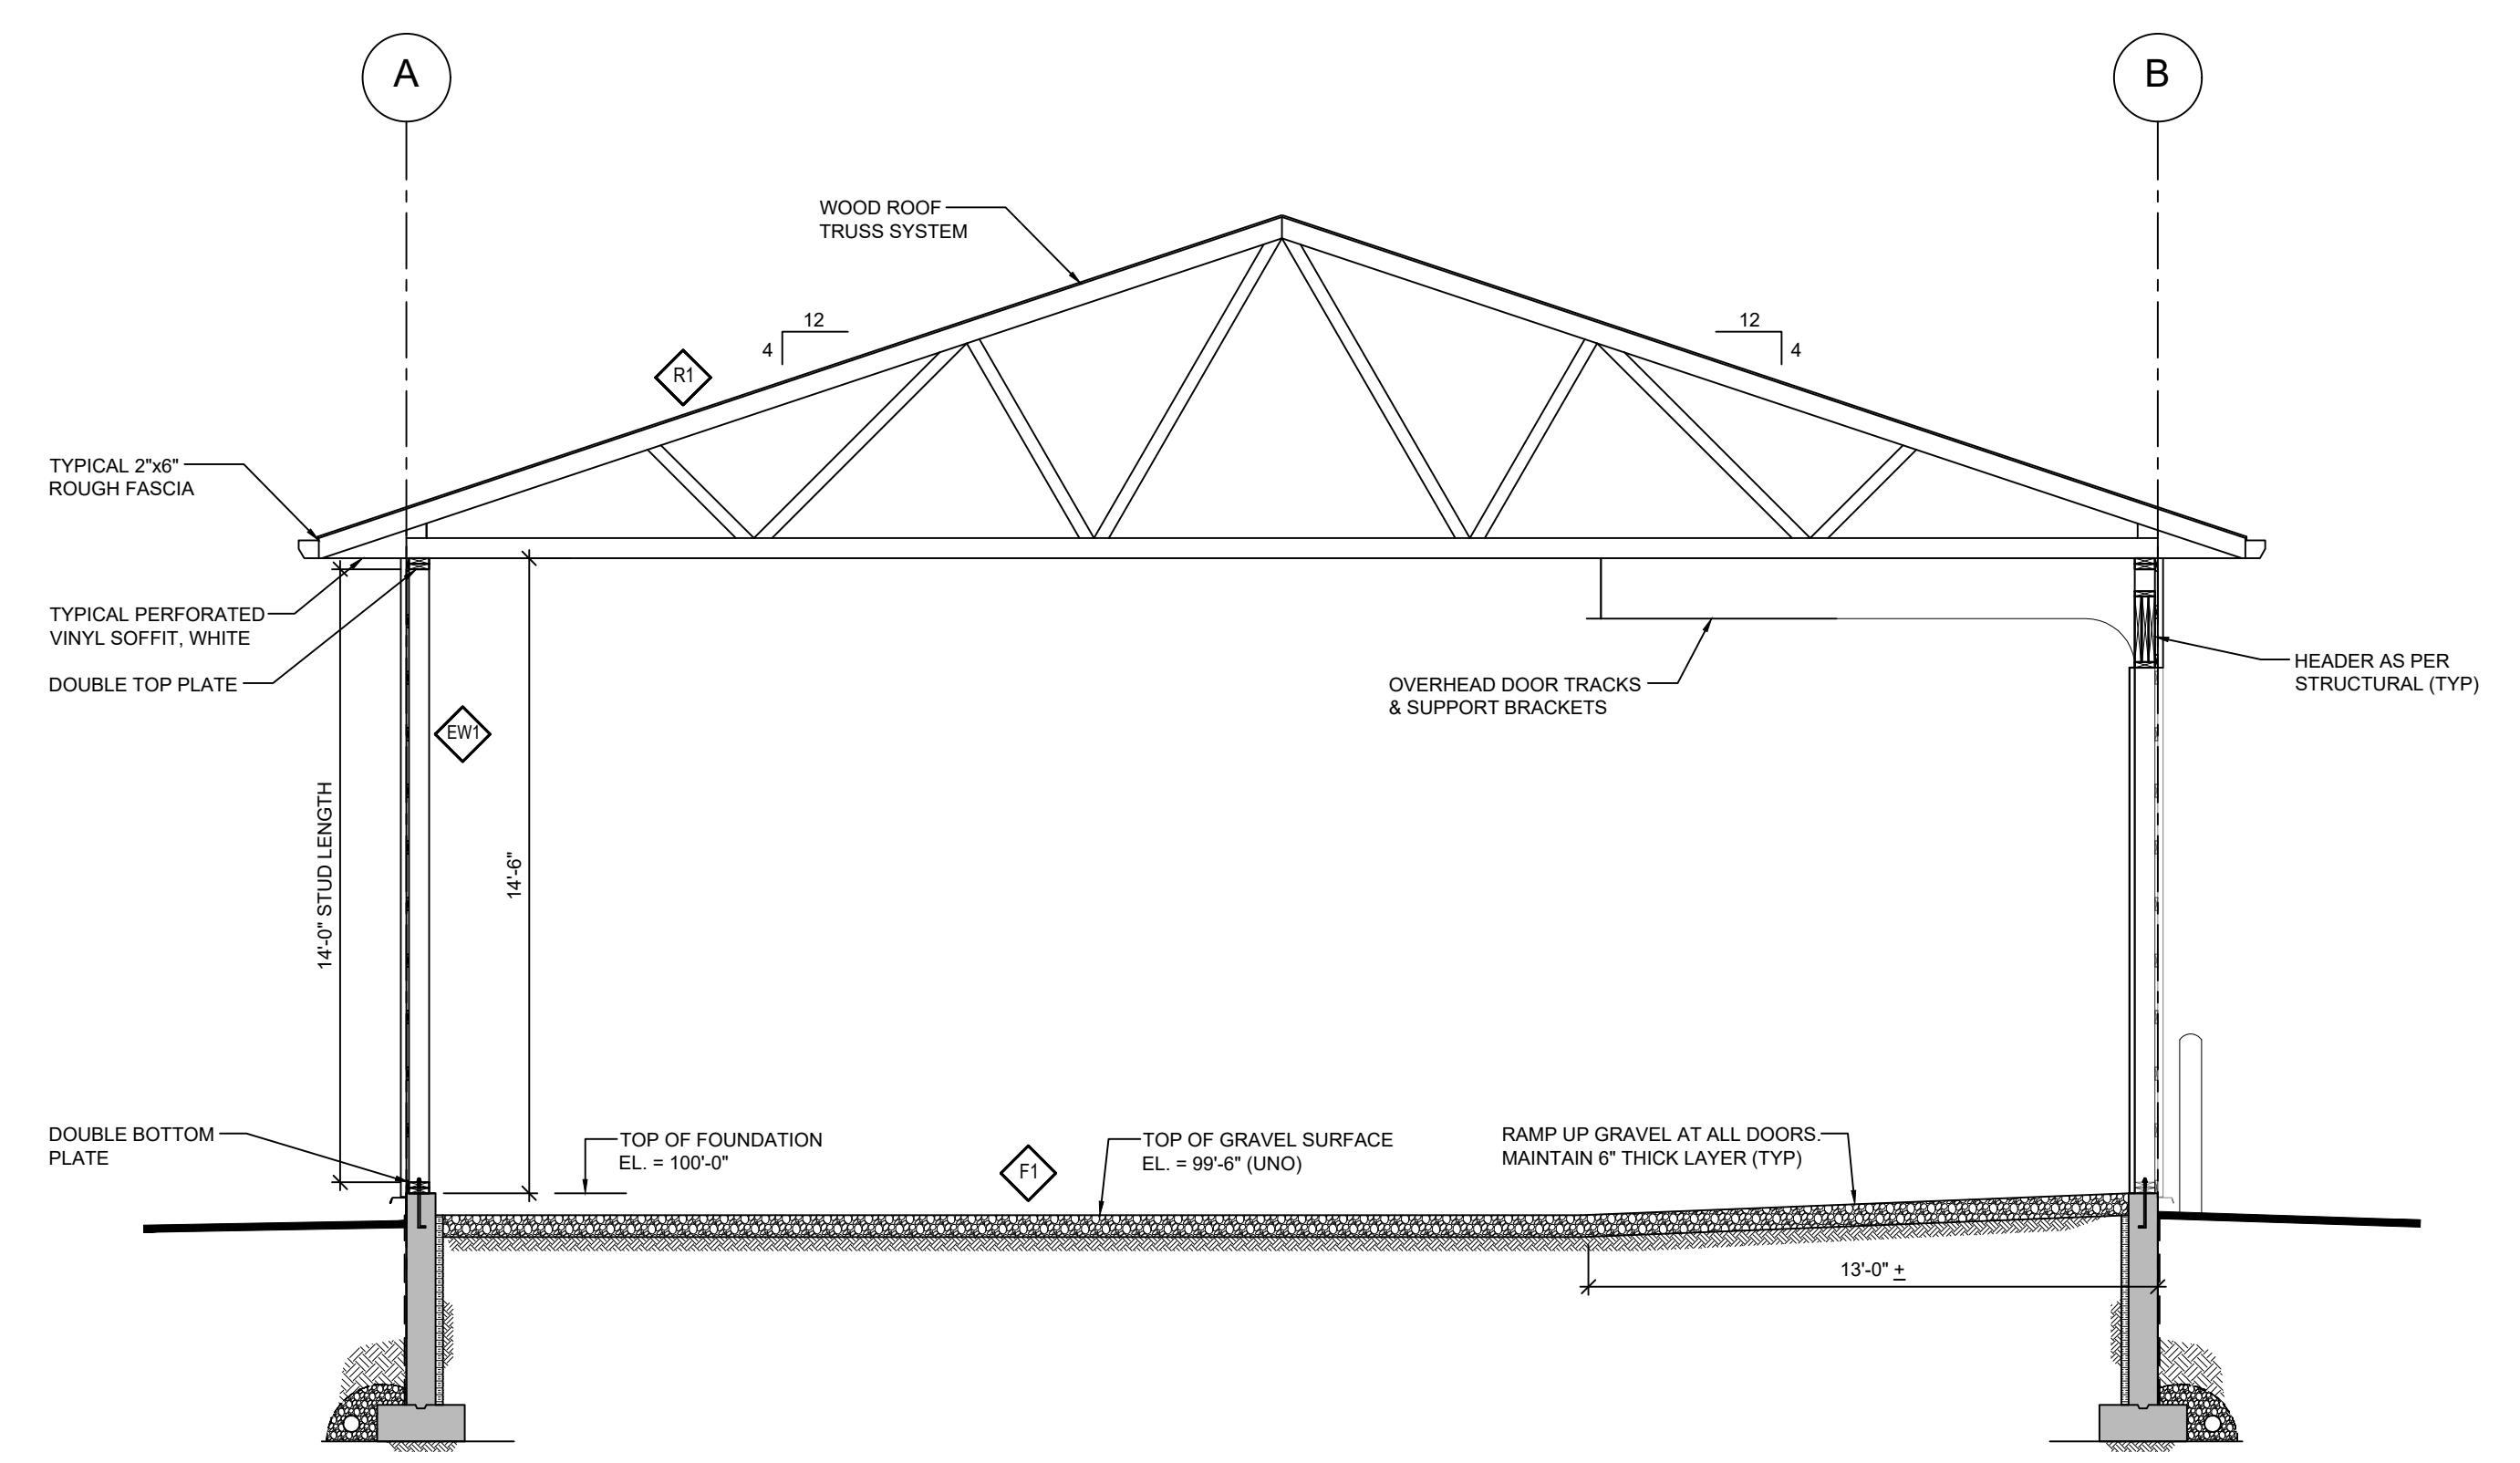 A
B
WOOD ROOF
TRUSS SYSTEM
12
4
12
4
R1
TYPICAL 2"x6"
ROUGH FASCIA
TYPICAL PERFORATED
VINYL SOFFIT, WHITE
DOUBLE TOP PLATE
OVERHEAD DOOR TRACKS
& SUPPORT BRACKETS
HEADER AS PER
STRUCTURAL (TYP)
EW1
14'-0" STUD LENGTH
14'-6"
DOUBLE BOTTOM
PLATE
TOP OF FOUNDATION
EL. = 100'-0"
F1
TOP OF GRAVEL SURFACE
EL. = 99'-6" (UNO)
RAMP UP GRAVEL AT ALL DOORS.
MAINTAIN 6" THICK LAYER (TYP)
13'-0" ±